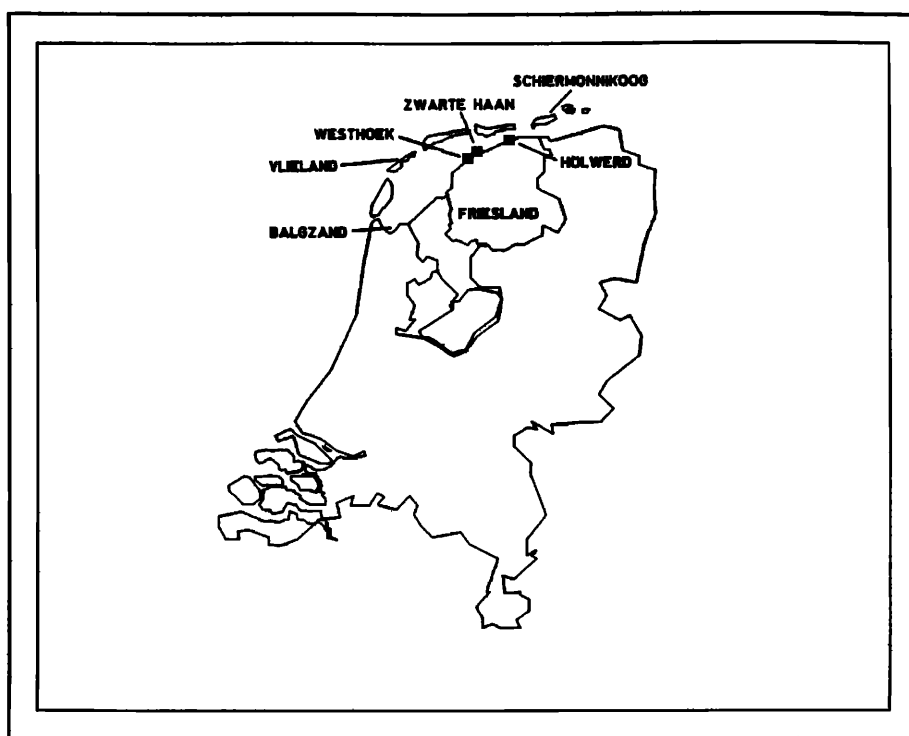 SCHIERMONNIKOOG
ZWARTE HAAN
WESTHOEK
VLIELAND
HOLWERD
FRIESLAND
BALGZAND